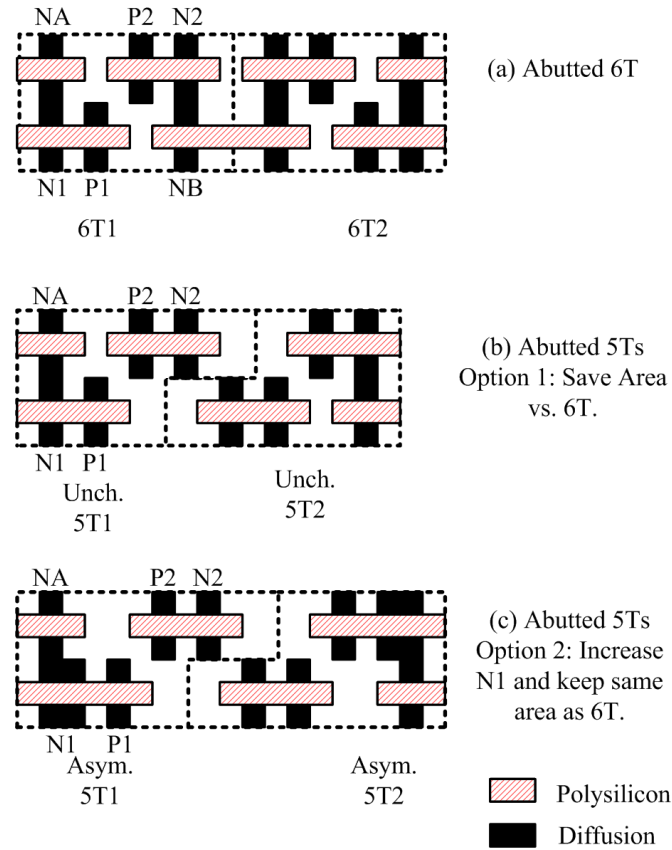 NA P2 N2
(a) Abutted 6T
N1 P1 NB
6T1 6T2
NA P2 N2
(b) Abutted 5Ts
Option 1: Save Area
vs. 6T.
N1 P1
Unch.
5T1
Unch.
5T2
NA P2 N2
(c) Abutted 5Ts
Option 2: Increase
N1 and keep same
area as 6T.
N1 P1
Asym.
5T1
Asym.
5T2
Polysilicon
Diffusion